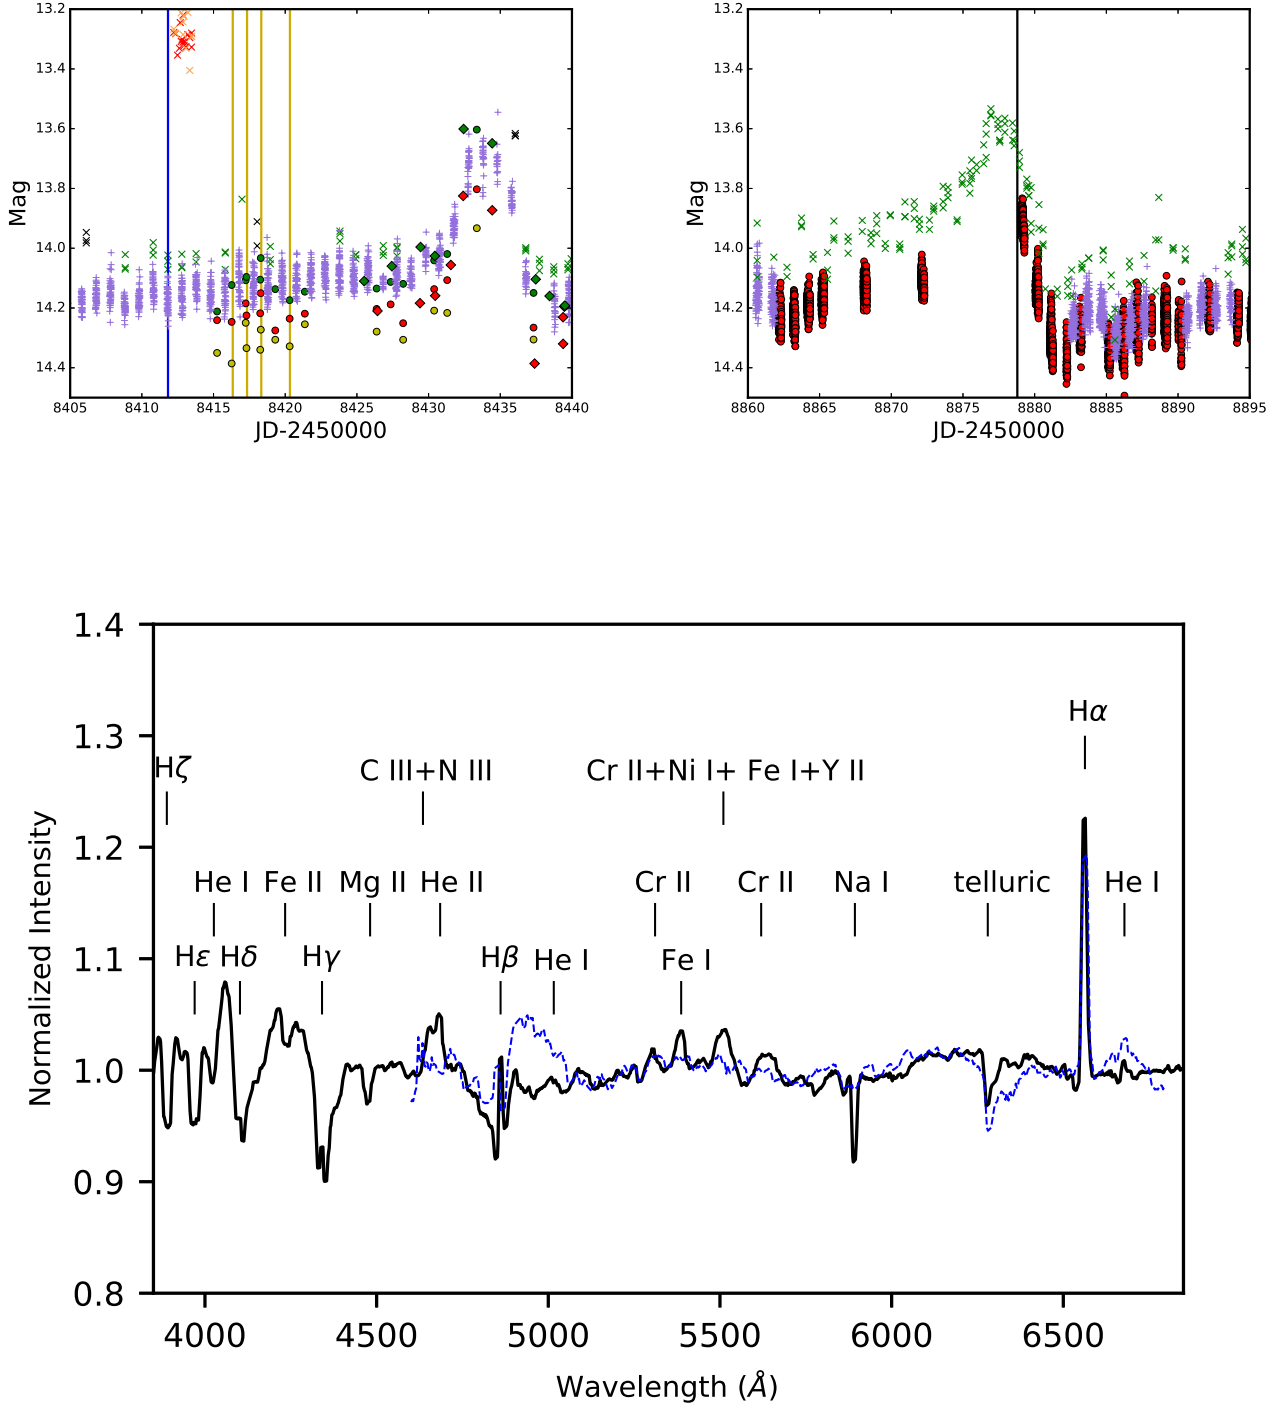 13.2
13.4
13.6
13.8
14.0
14.2
14.4
Mag
8405 8410 8415 8420 8425 8430 8435 8440
JD-2450000
13.2
13.4
13.6
13.8
14.0
14.2
14.4
Mag
8860 8865 8870 8875 8880 8885 8890 8895
JD-2450000
1.4
1.3
1.2
1.1
1.0
0.9
0.8
Normalized Intensity
Hα
Hζ C III+N III Cr II+Ni I+ Fe I+Y II
He I Fe II Mg II He II Cr II Cr II Na I telluric He I
Hε Hδ Hγ Hβ He I Fe I
4000 4500 5000 5500 6000 6500
Wavelength (Å)